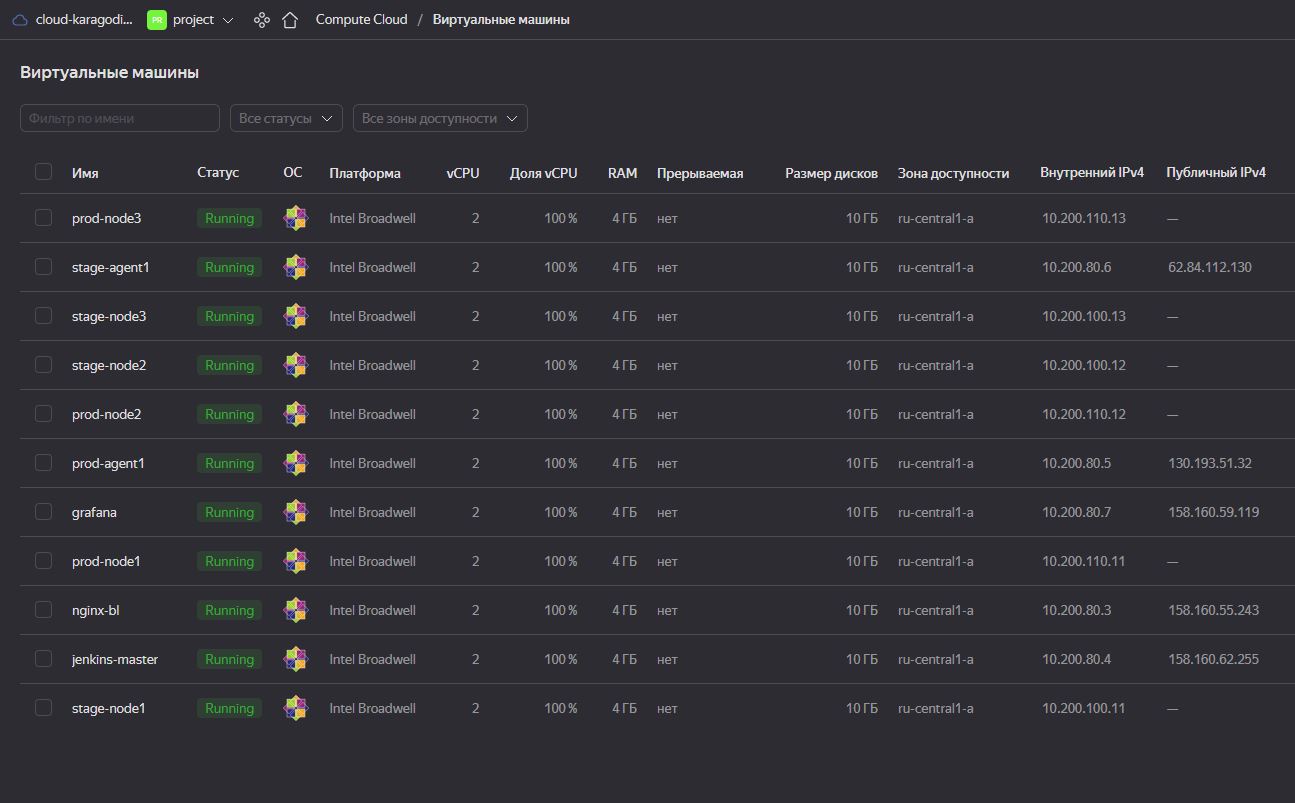 cloud-karagodi... PR project Compute Cloud / Виртуальные машины
Виртуальные машины
Фильтр по имени Все статусы Все зоны доступности
Имя Статус ОС Платформа vCPU Доля vCPU RAM Прерываемая Размер дисков Зона доступности Внутренний IPv4 Публичный IPv4
prod-node3 Running Intel Broadwell 2 100 % 4 ГБ нет 10 ГБ ru-central1-a 10.200.110.13 —
stage-agent1 Running Intel Broadwell 2 100 % 4 ГБ нет 10 ГБ ru-central1-a 10.200.80.6 62.84.112.130
stage-node3 Running Intel Broadwell 2 100 % 4 ГБ нет 10 ГБ ru-central1-a 10.200.100.13 —
stage-node2 Running Intel Broadwell 2 100 % 4 ГБ нет 10 ГБ ru-central1-a 10.200.100.12 —
prod-node2 Running Intel Broadwell 2 100 % 4 ГБ нет 10 ГБ ru-central1-a 10.200.110.12 —
prod-agent1 Running Intel Broadwell 2 100 % 4 ГБ нет 10 ГБ ru-central1-a 10.200.80.5 130.193.51.32
grafana Running Intel Broadwell 2 100 % 4 ГБ нет 10 ГБ ru-central1-a 10.200.80.7 158.160.59.119
prod-node1 Running Intel Broadwell 2 100 % 4 ГБ нет 10 ГБ ru-central1-a 10.200.110.11 —
nginx-bl Running Intel Broadwell 2 100 % 4 ГБ нет 10 ГБ ru-central1-a 10.200.80.3 158.160.55.243
jenkins-master Running Intel Broadwell 2 100 % 4 ГБ нет 10 ГБ ru-central1-a 10.200.80.4 158.160.62.255
stage-node1 Running Intel Broadwell 2 100 % 4 ГБ нет 10 ГБ ru-central1-a 10.200.100.11 —